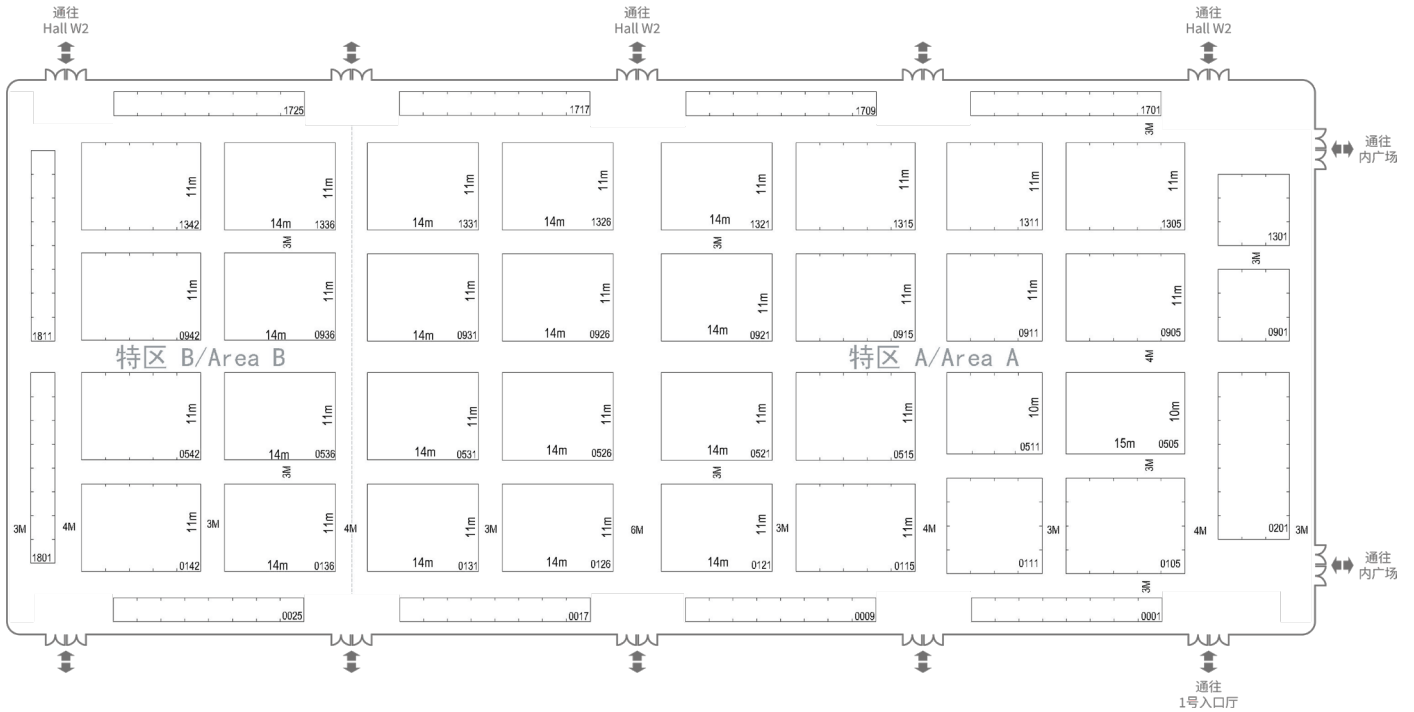 通往
Hall W2
通往
Hall W2
通往
Hall W2
1725
1717
1709
1701
3M
通往
内广场
11m
1342
11m
14m 1336
11m
14m 1331
11m
14m 1326
11m
14m 1321
11m
1315
11m
1311
11m
1305
1301
3M
3M
3M
11m
0942
11m
14m 0936
11m
14m 0931
11m
14m 0926
11m
14m 0921
11m
0915
11m
0911
11m
0905
0901
1811
特区 B/Area B
特区 A/Area A
4M
11m
0542
11m
14m 0536
11m
14m 0531
11m
14m 0526
11m
14m 0521
11m
0515
10m
0511
10m
15m 0505
3M
3M
3M
3M
4M
11m
0142
3M
11m
14m 0136
4M
11m
14m 0131
3M
11m
14m 0126
6M
11m
14m 0121
3M
11m
0115
4M
0111
3M
0105
4M
0201
3M
1801
通往
内广场
3M
0025
0017
0009
0001
通往
1号入口厅